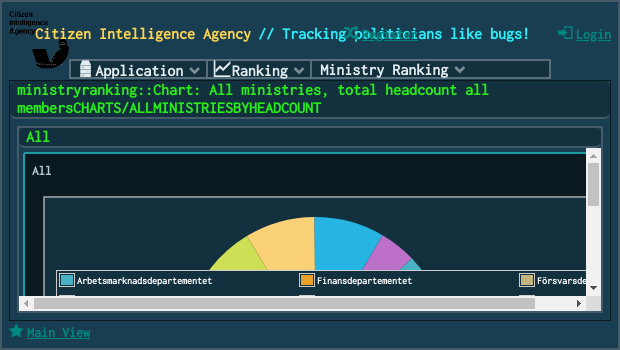 Citizen
Intelligence
Agency
Citizen Intelligence Agency // Tracking politicians like bugs!
Register
Login
Application
Ranking
Ministry Ranking
ministryranking::Chart: All ministries, total headcount all
membersCHARTS/ALLMINISTRIESBYHEADCOUNT
All
All
Arbetsmarknadsdepartementet
Finansdepartementet
Försvarsde
Main View